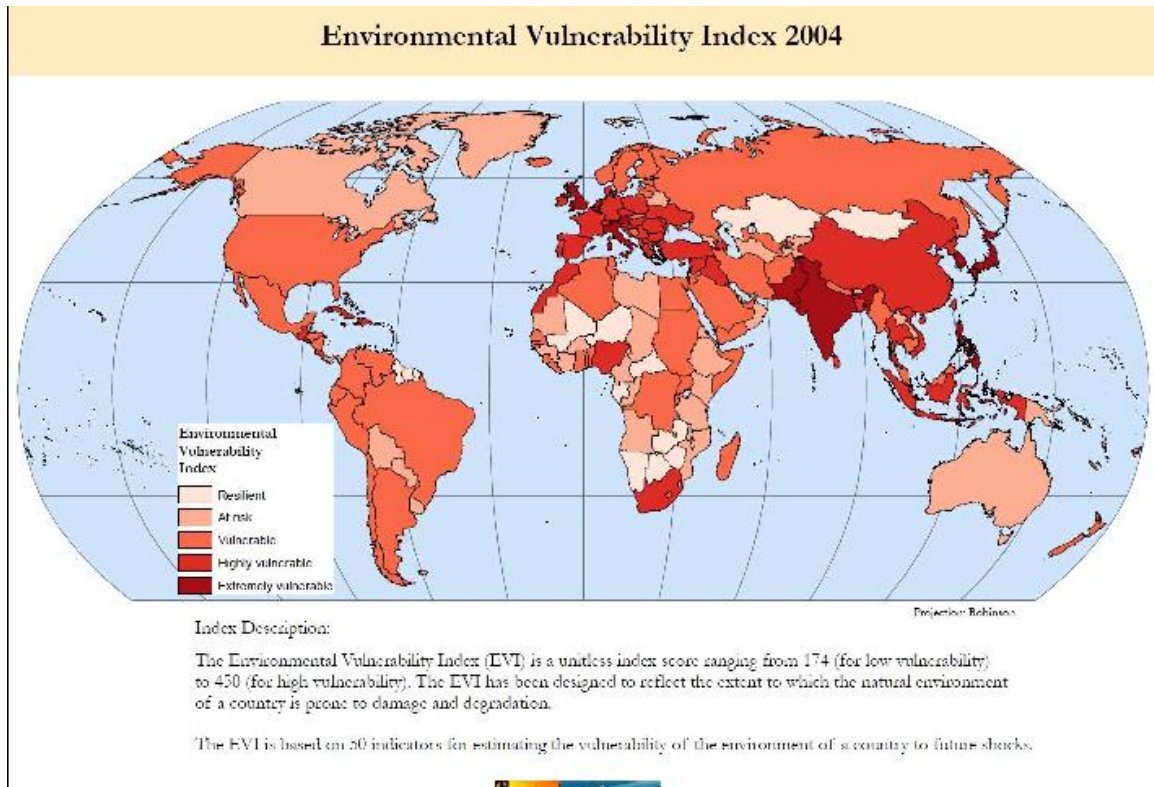 Environmental Vulnerability Index 2004
Environmental
Vulnerability
Index
Resilient
At risk
Vulnerable
Highly vulnerable
Extremely vulnerable
Projection: Robinson
Index Description:
The Environmental Vulnerability Index (EVI) is a unitless index score ranging from 174 (for low vulnerability)
to 450 (for high vulnerability). The EVI has been designed to reflect the extent to which the natural environment
of a country is prone to damage and degradation.
The EVI is based on 50 indicators for estimating the vulnerability of the environment of a country to future shocks.